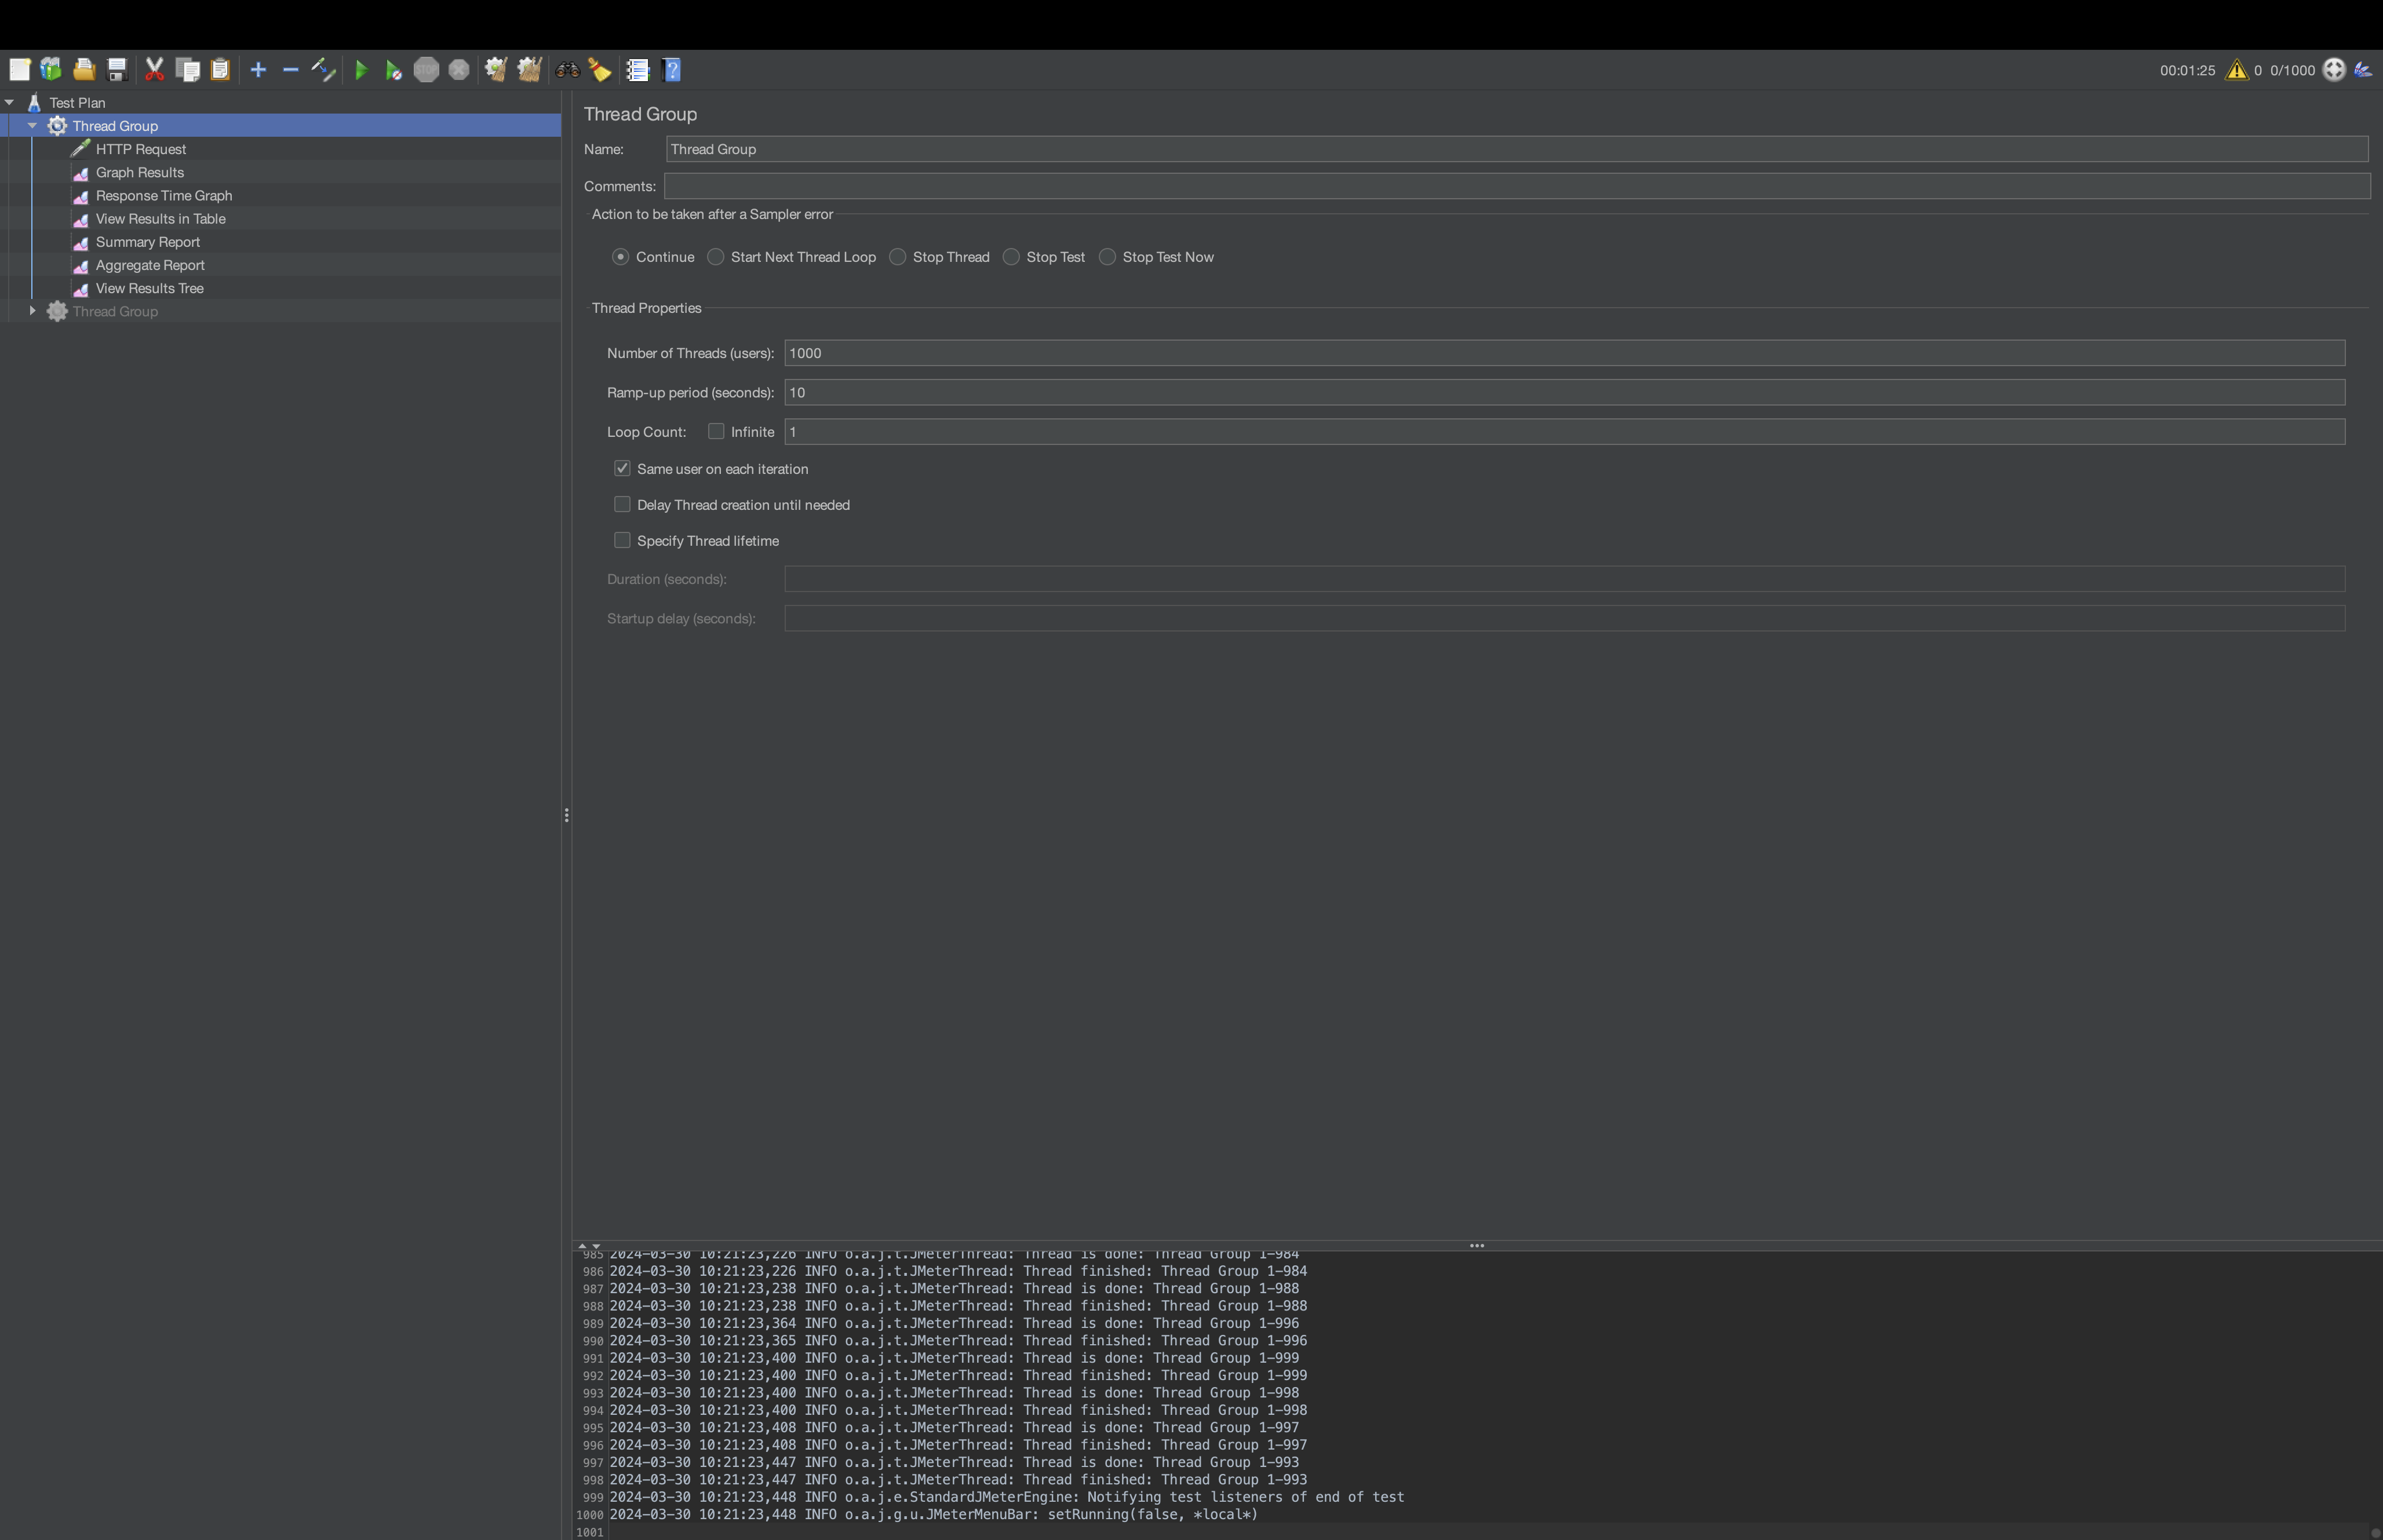 STOP
?
00:01:25 0 0/1000
Test Plan
Thread Group
HTTP Request
Graph Results
Response Time Graph
View Results in Table
Summary Report
Aggregate Report
View Results Tree
Thread Group
Thread Group
Name: Thread Group
Comments:
Action to be taken after a Sampler error
Continue Start Next Thread Loop Stop Thread Stop Test Stop Test Now
Thread Properties
Number of Threads (users): 1000
Ramp-up period (seconds): 10
Loop Count: Infinite 1
Same user on each iteration
Delay Thread creation until needed
Specify Thread lifetime
Duration (seconds):
Startup delay (seconds):
985 2024-03-30 10:21:23,226 INFO o.a.j.t.JMeterThread: Thread is done: Thread Group 1-984
986 2024-03-30 10:21:23,226 INFO o.a.j.t.JMeterThread: Thread finished: Thread Group 1-984
987 2024-03-30 10:21:23,238 INFO o.a.j.t.JMeterThread: Thread is done: Thread Group 1-988
988 2024-03-30 10:21:23,238 INFO o.a.j.t.JMeterThread: Thread finished: Thread Group 1-988
989 2024-03-30 10:21:23,364 INFO o.a.j.t.JMeterThread: Thread is done: Thread Group 1-996
990 2024-03-30 10:21:23,365 INFO o.a.j.t.JMeterThread: Thread finished: Thread Group 1-996
991 2024-03-30 10:21:23,400 INFO o.a.j.t.JMeterThread: Thread is done: Thread Group 1-999
992 2024-03-30 10:21:23,400 INFO o.a.j.t.JMeterThread: Thread finished: Thread Group 1-999
993 2024-03-30 10:21:23,400 INFO o.a.j.t.JMeterThread: Thread is done: Thread Group 1-998
994 2024-03-30 10:21:23,400 INFO o.a.j.t.JMeterThread: Thread finished: Thread Group 1-998
995 2024-03-30 10:21:23,408 INFO o.a.j.t.JMeterThread: Thread is done: Thread Group 1-997
996 2024-03-30 10:21:23,408 INFO o.a.j.t.JMeterThread: Thread finished: Thread Group 1-997
997 2024-03-30 10:21:23,447 INFO o.a.j.t.JMeterThread: Thread is done: Thread Group 1-993
998 2024-03-30 10:21:23,447 INFO o.a.j.t.JMeterThread: Thread finished: Thread Group 1-993
999 2024-03-30 10:21:23,448 INFO o.a.j.e.StandardJMeterEngine: Notifying test listeners of end of test
1000 2024-03-30 10:21:23,448 INFO o.a.j.g.u.JMeterMenuBar: setRunning(false, *local*)
1001